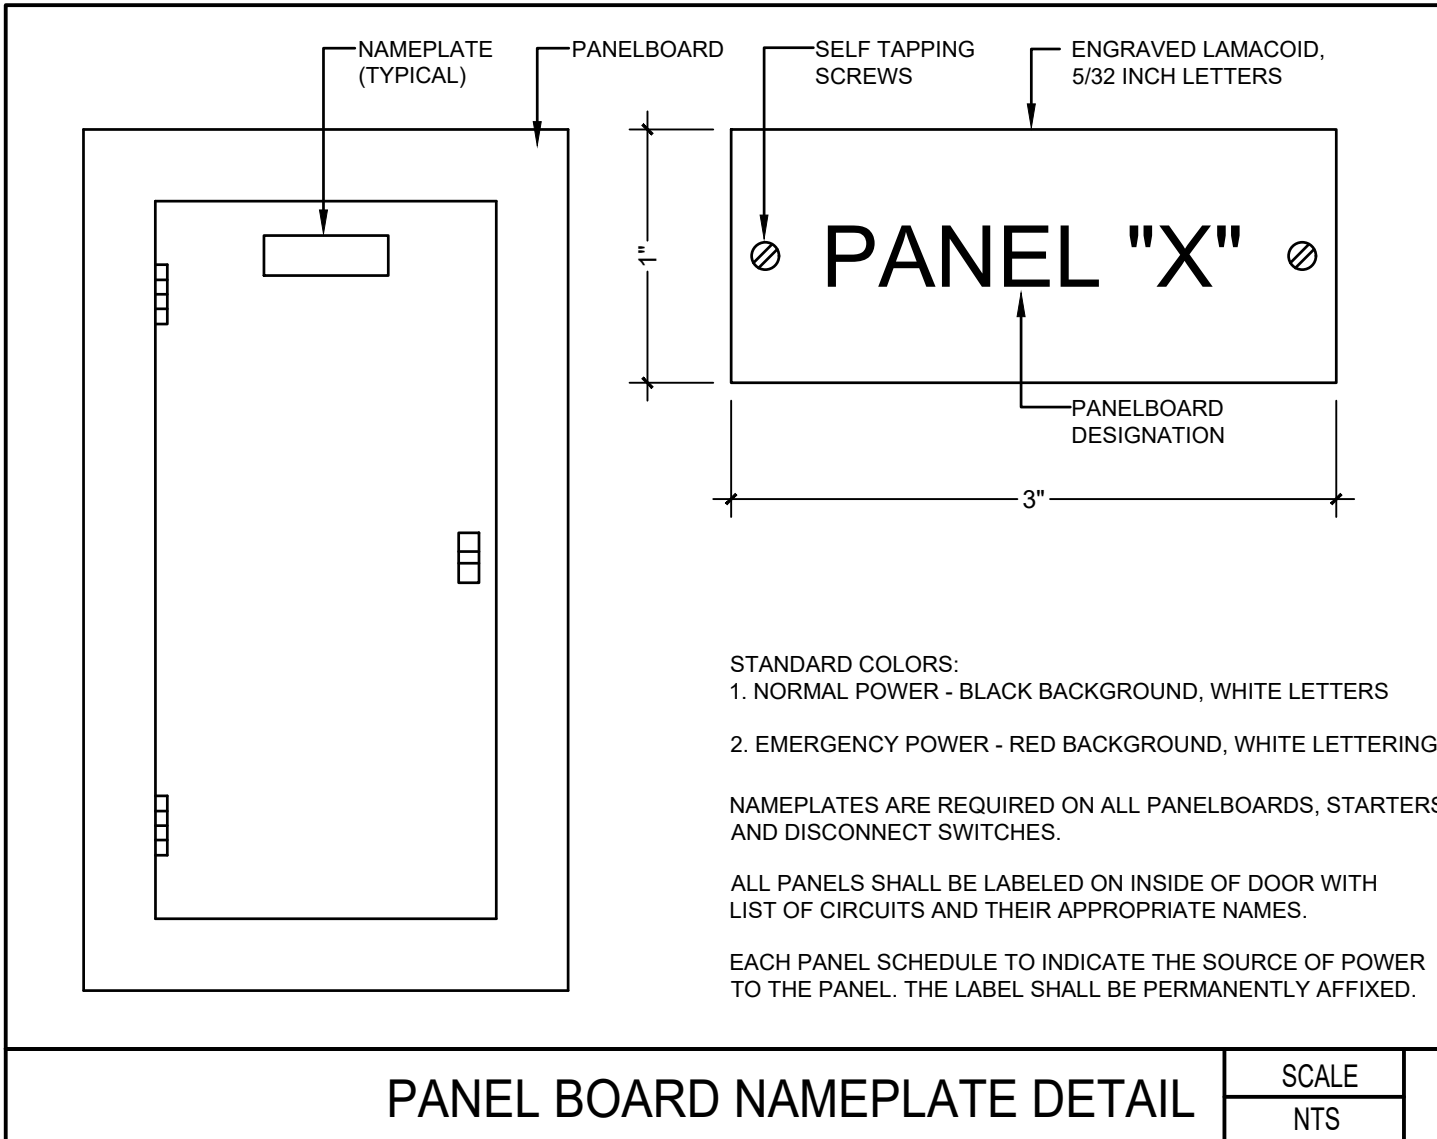 NAMEPLATE
(TYPICAL)
PANELBOARD
SELF TAPPING
SCREWS
ENGRAVED LAMACOID,
5/32 INCH LETTERS
1"
PANEL "X"
PANELBOARD
DESIGNATION
3"
STANDARD COLORS:
1. NORMAL POWER - BLACK BACKGROUND, WHITE LETTERS
2. EMERGENCY POWER - RED BACKGROUND, WHITE LETTERING
NAMEPLATES ARE REQUIRED ON ALL PANELBOARDS, STARTERS
AND DISCONNECT SWITCHES.
ALL PANELS SHALL BE LABELED ON INSIDE OF DOOR WITH
LIST OF CIRCUITS AND THEIR APPROPRIATE NAMES.
EACH PANEL SCHEDULE TO INDICATE THE SOURCE OF POWER
TO THE PANEL. THE LABEL SHALL BE PERMANENTLY AFFIXED.
PANEL BOARD NAMEPLATE DETAIL
SCALE
NTS